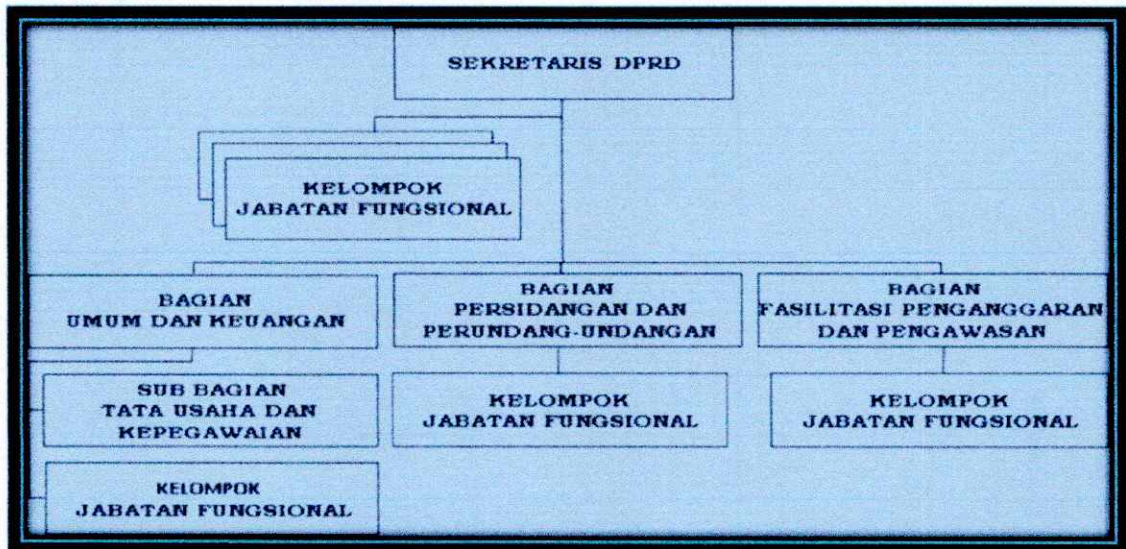 SEKRETARIS DPRD
KELOMPOK
JABATAN FUNGSIONAL
BAGIAN
UMUM DAN KEUANGAN
BAGIAN
PERSIDANGAN DAN
PERUNDANG-UNDANGAN
BAGIAN
FASILITASI PENGANGGARAN
DAN PENGAWASAN
SUB BAGIAN
TATA USAHA DAN
KEPEGAWAIAN
KELOMPOK
JABATAN FUNGSIONAL
KELOMPOK
JABATAN FUNGSIONAL
KELOMPOK
JABATAN FUNGSIONAL